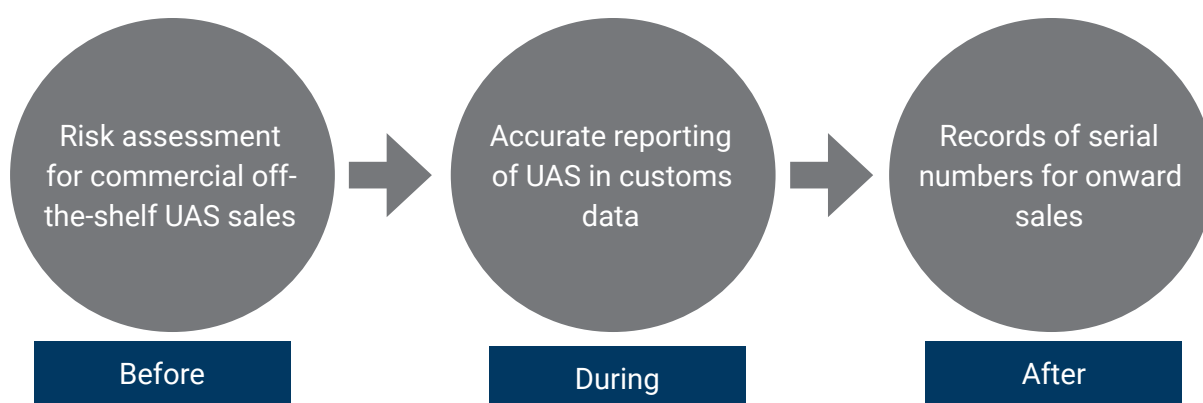 Risk assessment
for commercial off-
the-shelf UAS sales
Before
Accurate reporting
of UAS in customs
data
During
Records of serial
numbers for onward
sales
After